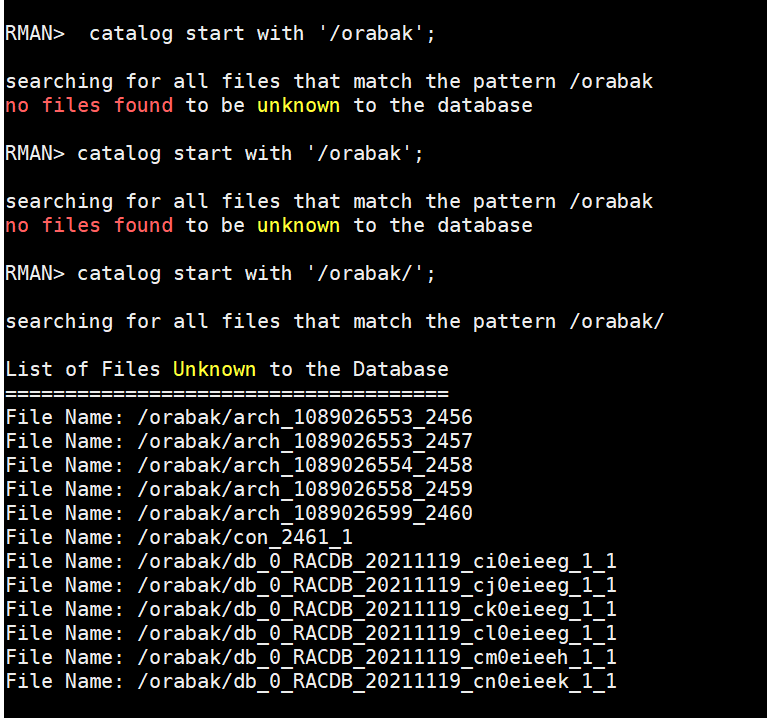 RMAN>  catalog start with '/orabak';
searching for all files that match the pattern /orabak
no files found to be unknown to the database
RMAN> catalog start with '/orabak';
searching for all files that match the pattern /orabak
no files found to be unknown to the database
RMAN> catalog start with '/orabak/';
searching for all files that match the pattern /orabak/
List of Files Unknown to the Database
=====================================
File Name: /orabak/arch_1089026553_2456
File Name: /orabak/arch_1089026553_2457
File Name: /orabak/arch_1089026554_2458
File Name: /orabak/arch_1089026558_2459
File Name: /orabak/arch_1089026599_2460
File Name: /orabak/con_2461_1
File Name: /orabak/db_0_RACDB_20211119_ci0eieeg_1_1
File Name: /orabak/db_0_RACDB_20211119_cj0eieeg_1_1
File Name: /orabak/db_0_RACDB_20211119_ck0eieeg_1_1
File Name: /orabak/db_0_RACDB_20211119_cl0eieeg_1_1
File Name: /orabak/db_0_RACDB_20211119_cm0eieeh_1_1
File Name: /orabak/db_0_RACDB_20211119_cn0eieek_1_1